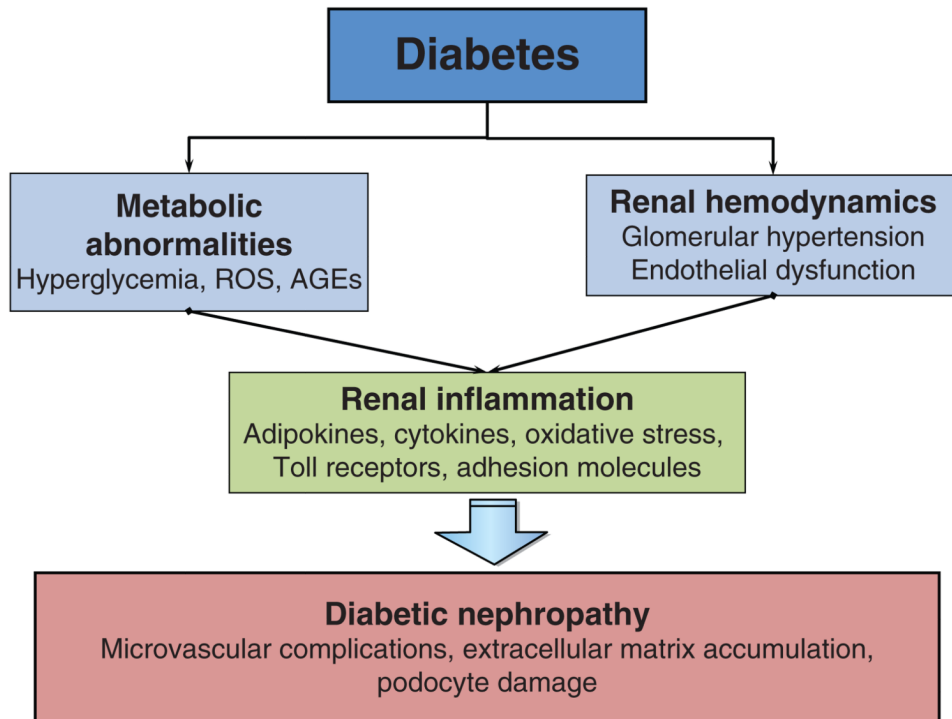 Diabetes
Metabolic
abnormalities
Hyperglycemia, ROS, AGEs
Renal hemodynamics
Glomerular hypertension
Endothelial dysfunction
Renal inflammation
Adipokines, cytokines, oxidative stress,
Toll receptors, adhesion molecules
Diabetic nephropathy
Microvascular complications, extracellular matrix accumulation,
podocyte damage